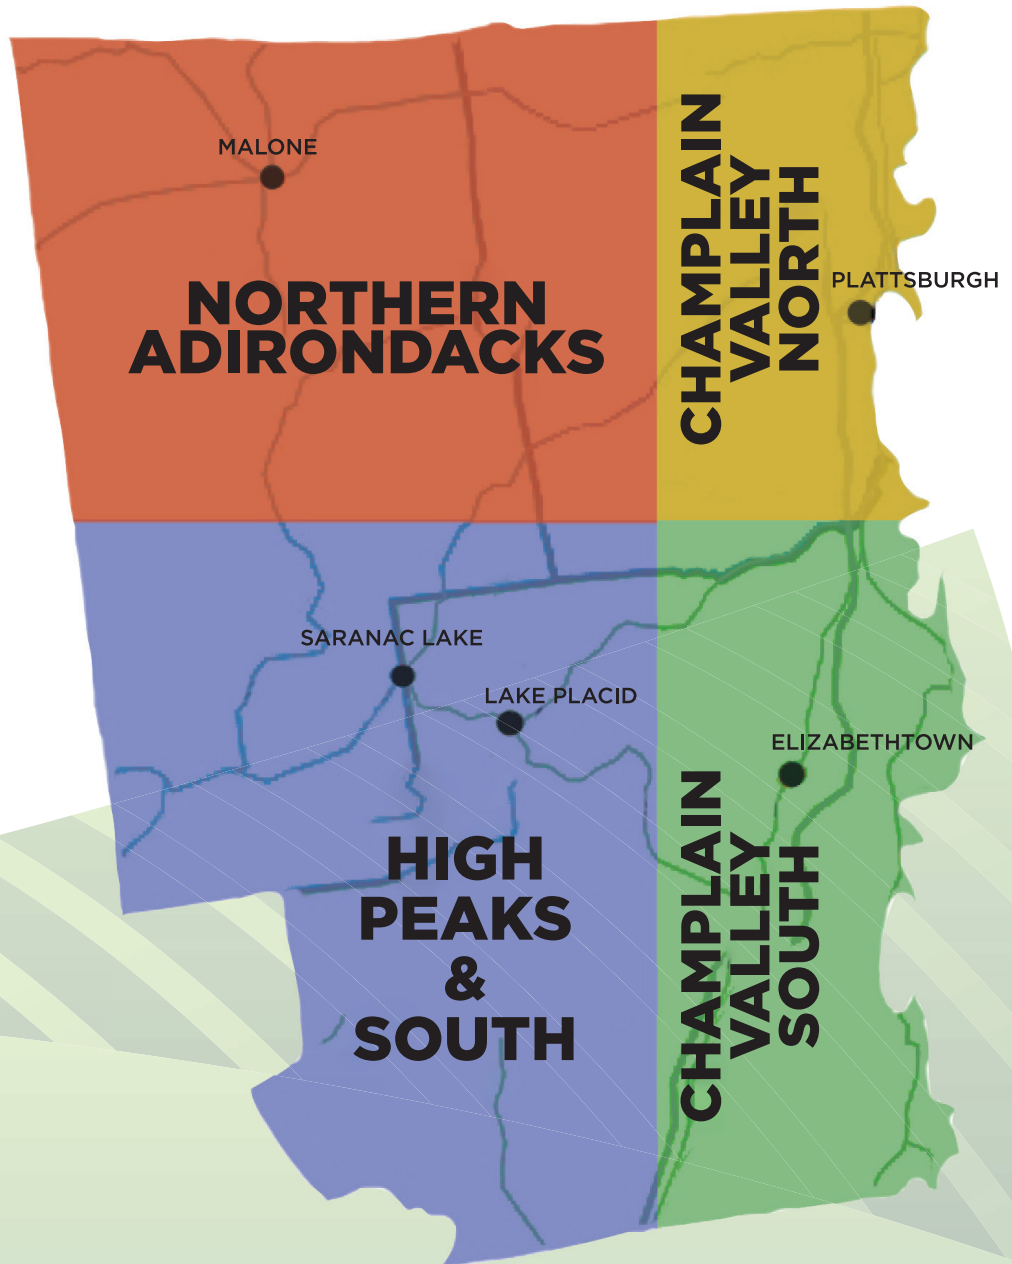 MALONE
NORTHERN
ADIRONDACKS
CHAMPLAIN
VALLEY
NORTH
PLATTSBURGH
SARANAC LAKE
LAKE PLACID
ELIZABETHTOWN
HIGH
PEAKS
&
SOUTH
CHAMPLAIN
VALLEY
SOUTH